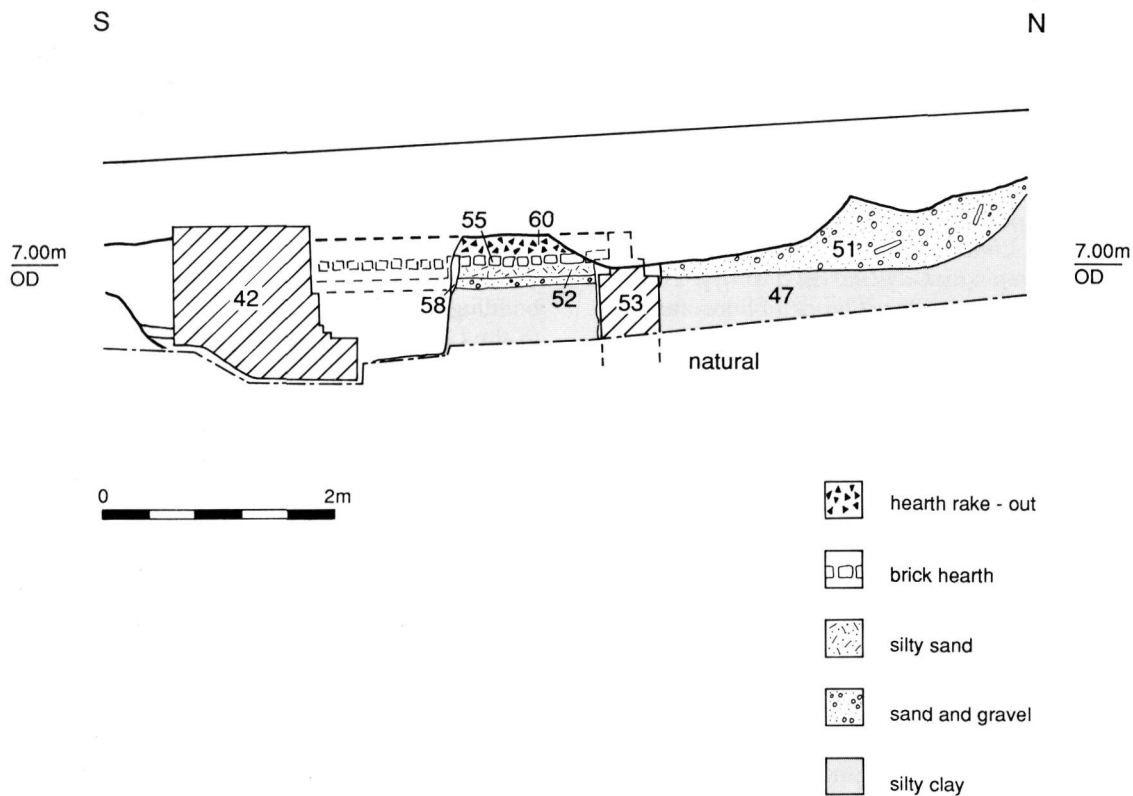 S
N
55
60
7.00m
OD
42
58
52
53
51
47
7.00m
OD
natural
0
2m
hearth rake - out
brick hearth
silty sand
sand and gravel
silty clay